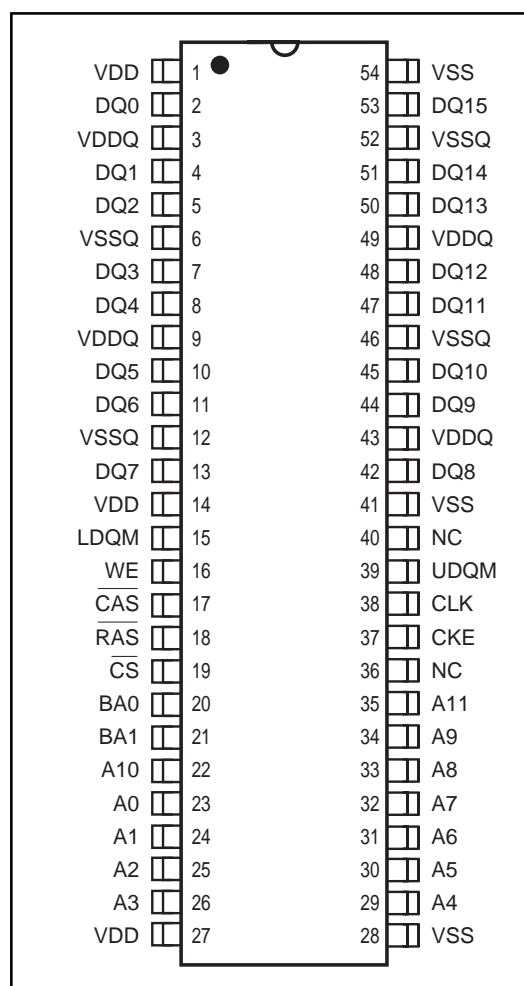 VDD 1 54 VSS
DQ0 2 53 DQ15
VDDQ 3 52 VSSQ
DQ1 4 51 DQ14
DQ2 5 50 DQ13
VSSQ 6 49 VDDQ
DQ3 7 48 DQ12
DQ4 8 47 DQ11
VDDQ 9 46 VSSQ
DQ5 10 45 DQ10
DQ6 11 44 DQ9
VSSQ 12 43 VDDQ
DQ7 13 42 DQ8
VDD 14 41 VSS
LDQM 15 40 NC
WE 16 39 UDQM
C̅A̅S̅ 17 38 CLK
R̅A̅S̅ 18 37 CKE
C̅S̅ 19 36 NC
BA0 20 35 A11
BA1 21 34 A9
A10 22 33 A8
A0 23 32 A7
A1 24 31 A6
A2 25 30 A5
A3 26 29 A4
VDD 27 28 VSS